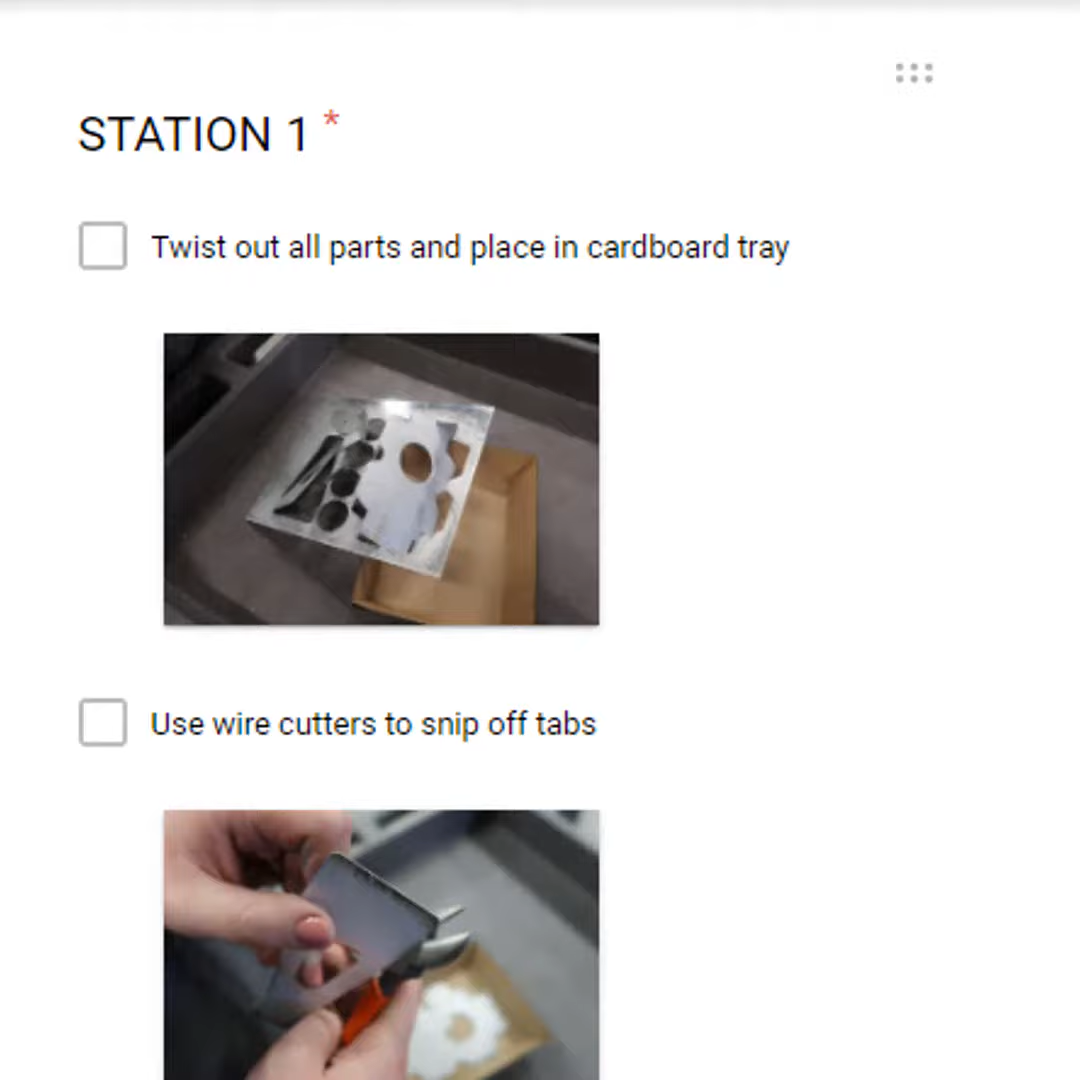 STATION 1 *
Twist out all parts and place in cardboard tray
Use wire cutters to snip off tabs